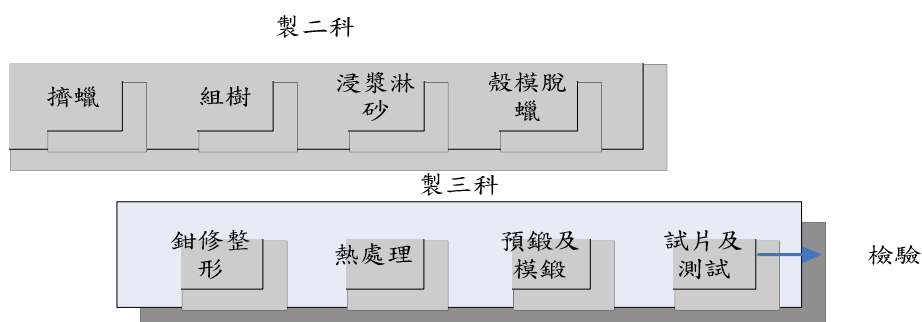 製二科
擠蠟
組樹
浸漿淋
砂
殼模脫
蠟
製三科
鉗修整
形
熱處理
預鍛及
模鍛
試片及
測試
檢驗